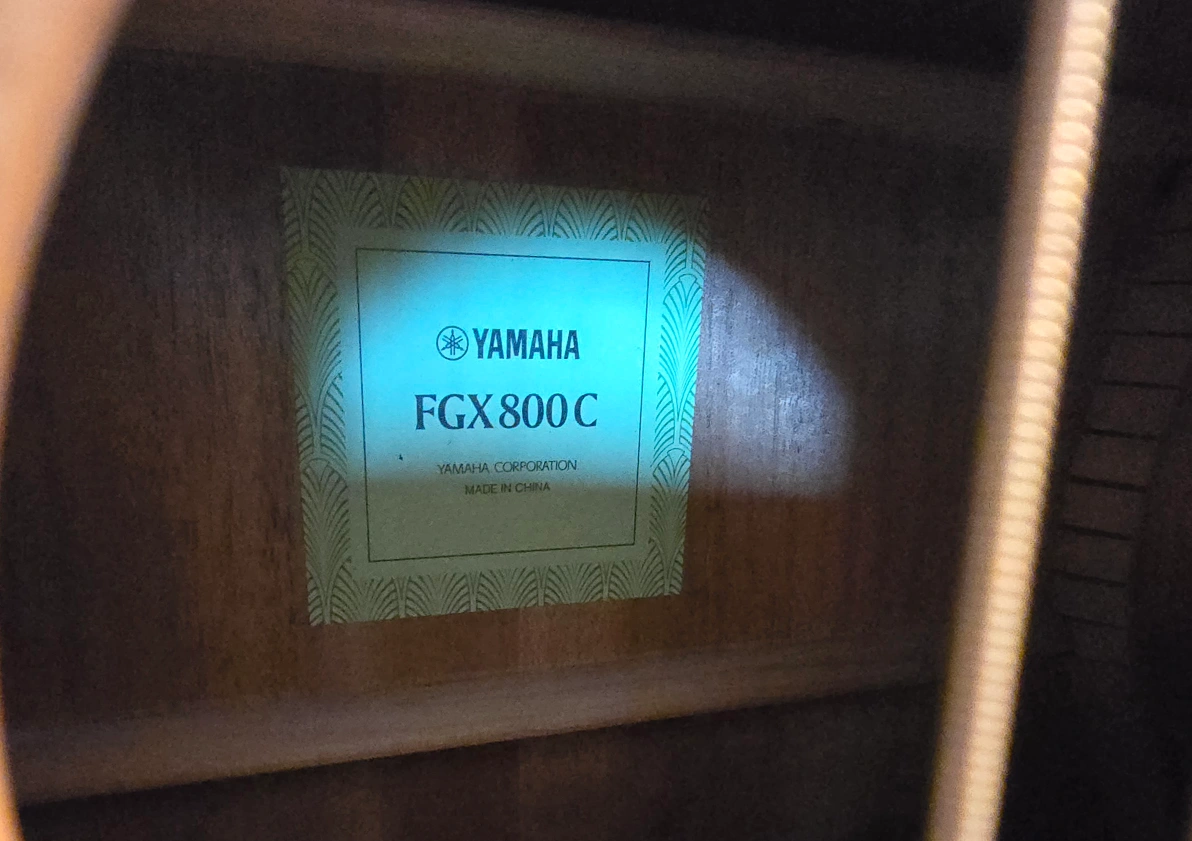 YAMAHA
FGX800C
YAMAHA CORPORATION
MADE IN CHINA